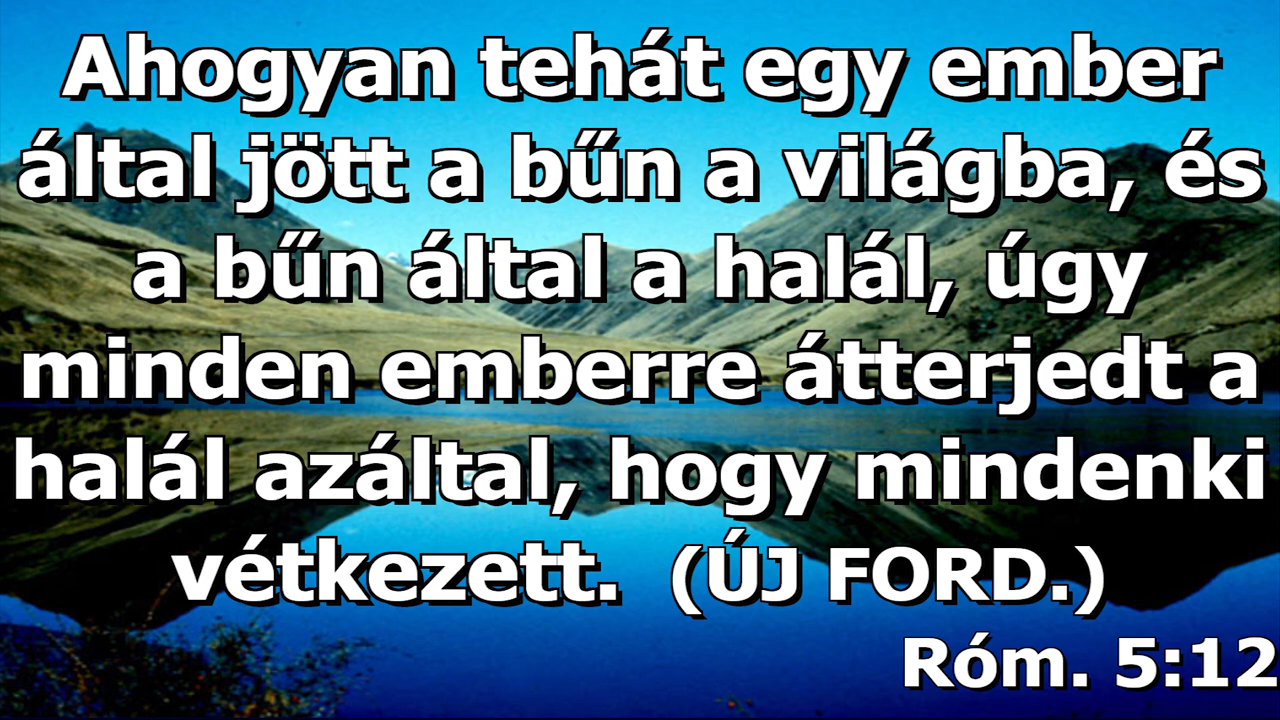 Ahogyan tehát egy ember
által jött a bűn a világba, és
a bűn által a halál, úgy
minden emberre átterjedt a
halál azáltal, hogy mindenki
vétkezett. (ÚJ FORD.)
Róm. 5:12